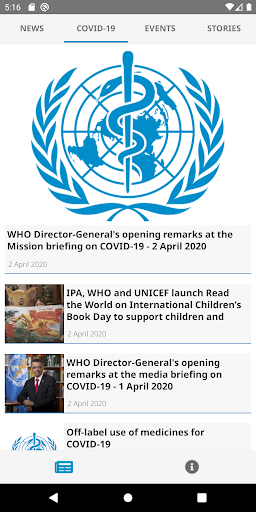 5:16
NEWS COVID-19 EVENTS STORIES
WHO Director-General's opening remarks at the
Mission briefing on COVID-19 - 2 April 2020
2 April 2020
IPA, WHO and UNICEF launch Read
the World on International Children's
Book Day to support children and
2 April 2020
WHO Director-General's opening
remarks at the media briefing on
COVID-19 - 1 April 2020
1 April 2020
Off-label use of medicines for
COVID-19